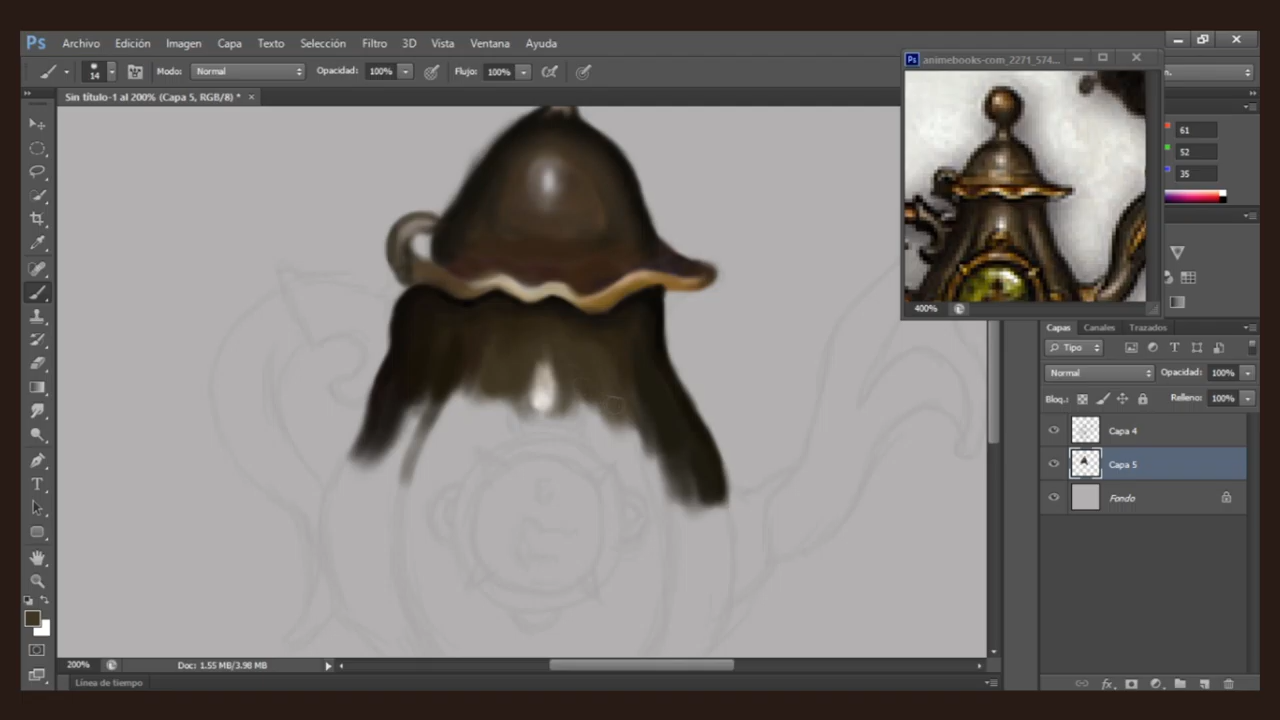 Ps Archivo Edición Imagen Capa Texto Selección Filtro 3D Vista Ventana Ayuda
14 Modo: Normal Opacidad: 100% Flujo: 100%
Sin título-1 al 200% (Capa 5, RGB/8) *
Ps animebooks-com_2271_574...
400%
61
52
35
Capas Canales Trazados
Tipo
Normal Opacidad: 100%
Bloq.: Relleno: 100%
Capa 4
Capa 5
Fondo
fx
200% Doc: 1.55 MB/3.98 MB
Línea de tiempo